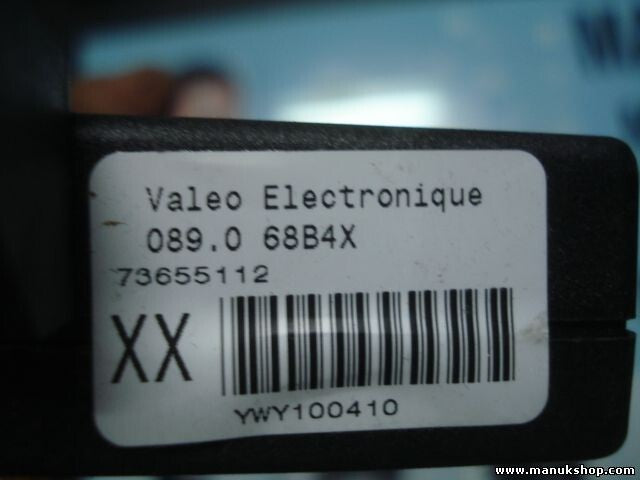 Valeo Electronique
089.0 68B4X
73655112
XX
YWY100410
www.manukshop.com